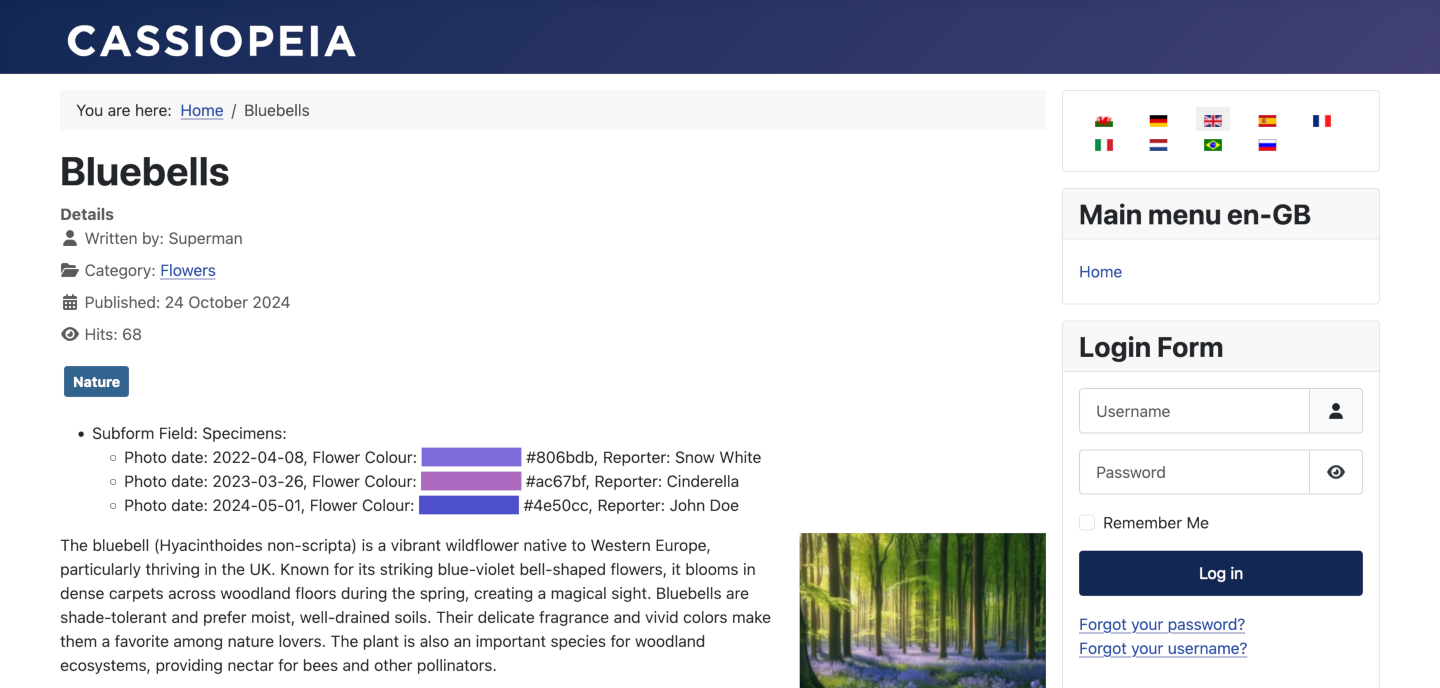 CASSIOPEIA
You are here: Home / Bluebells
Bluebells
Details
Written by: Superman
Category: Flowers
Published: 24 October 2024
Hits: 68
Nature
• Subform Field: Specimens:
○ Photo date: 2022-04-08, Flower Colour: #806bdb, Reporter: Snow White
○ Photo date: 2023-03-26, Flower Colour: #ac67bf, Reporter: Cinderella
○ Photo date: 2024-05-01, Flower Colour: #4e50cc, Reporter: John Doe
The bluebell (Hyacinthoides non-scripta) is a vibrant wildflower native to Western Europe,
particularly thriving in the UK. Known for its striking blue-violet bell-shaped flowers, it blooms in
dense carpets across woodland floors during the spring, creating a magical sight. Bluebells are
shade-tolerant and prefer moist, well-drained soils. Their delicate fragrance and vivid colors make
them a favorite among nature lovers. The plant is also an important species for woodland
ecosystems, providing nectar for bees and other pollinators.
Main menu en-GB
Home
Login Form
Username
Password
Remember Me
Log in
Forgot your password?
Forgot your username?